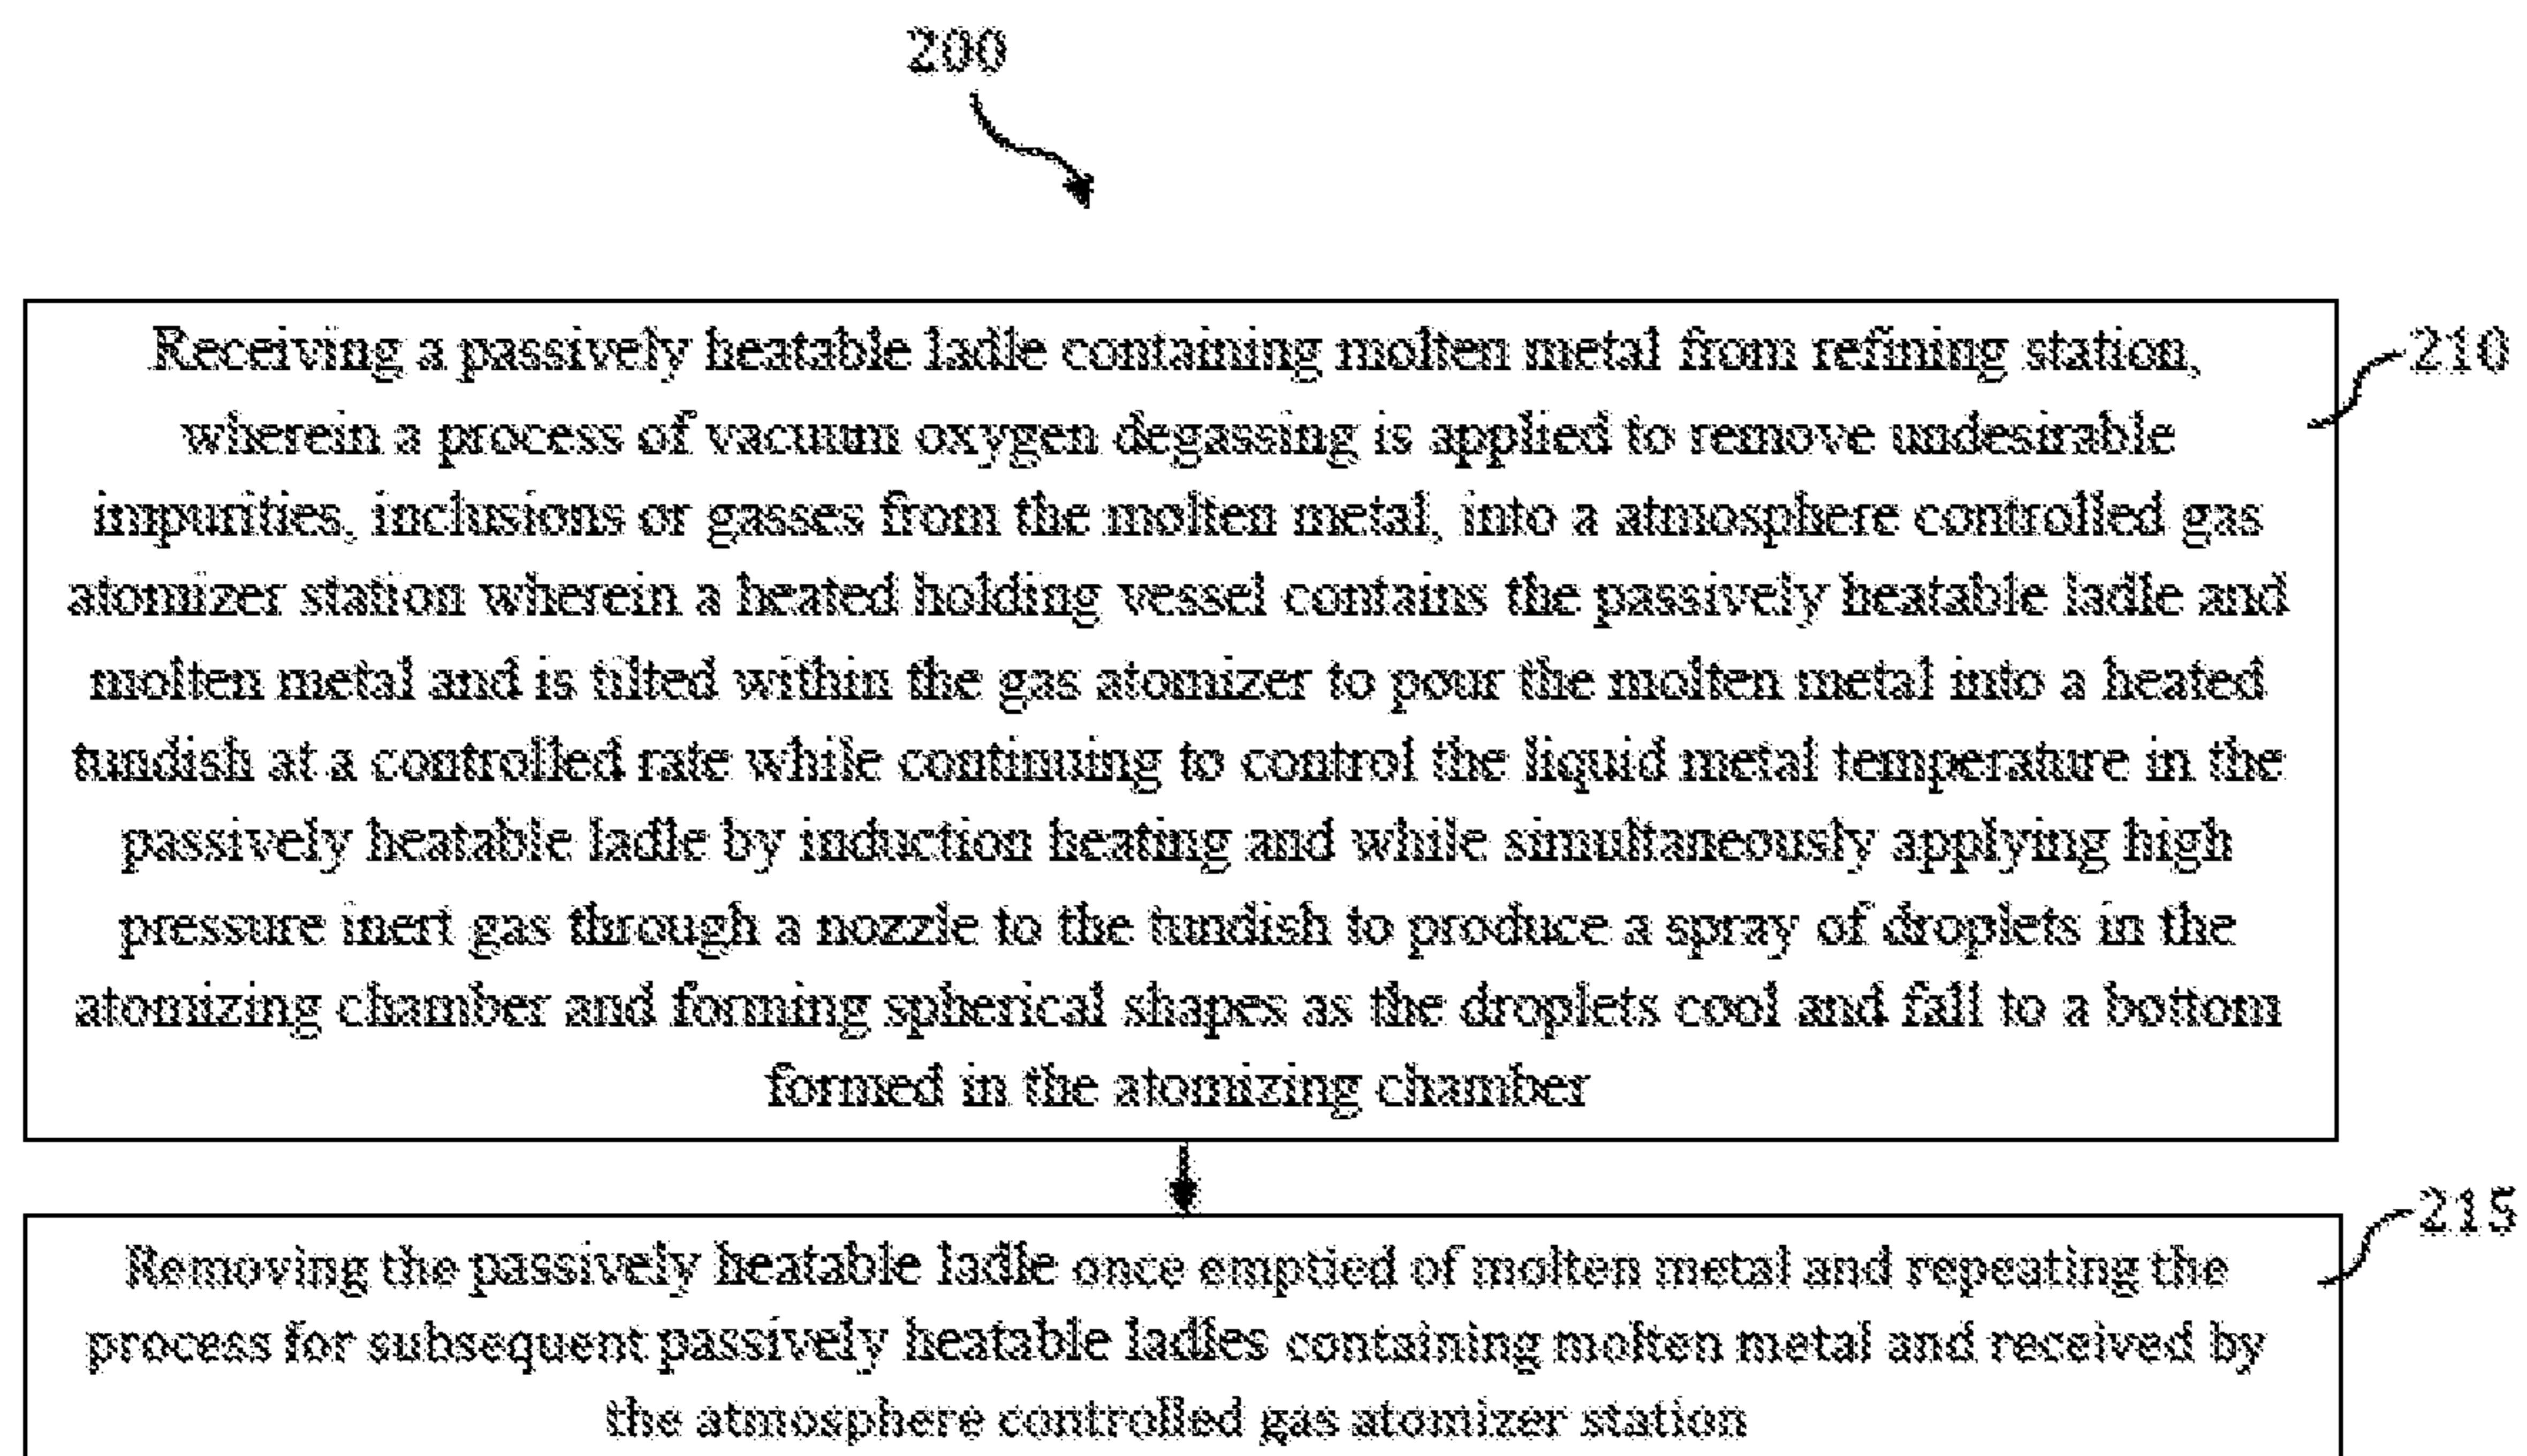 200
Receiving a passively heatable ladle containing molten metal from refining station,
210
wherein a process of vacuum oxygen degassing is applied to remove undesirable
impurities, inclusions or gasses from the molten metal, into a atmosphere controlled gas
atomizer station wherein a heated holding vessel contains the passively heatable ladle and
molten metal and is tilted within the gas atomizer to pour the molten metal into a heated
tundish at a controlled rate while continuing to control the liquid metal temperature in the
passively heatable ladle by induction heating and while simultaneously applying high
pressure inert gas through a nozzle to the tundish to produce a spray of droplets in the
atomizing chamber and forming spherical shapes as the droplets cool and fall to a bottom
formed in the atomizing chamber
215
Removing the passively heatable ladle once emptied of molten metal and repeating the
process for subsequent passively heatable ladles containing molten metal and received by
the atmosphere controlled gas atomizer station